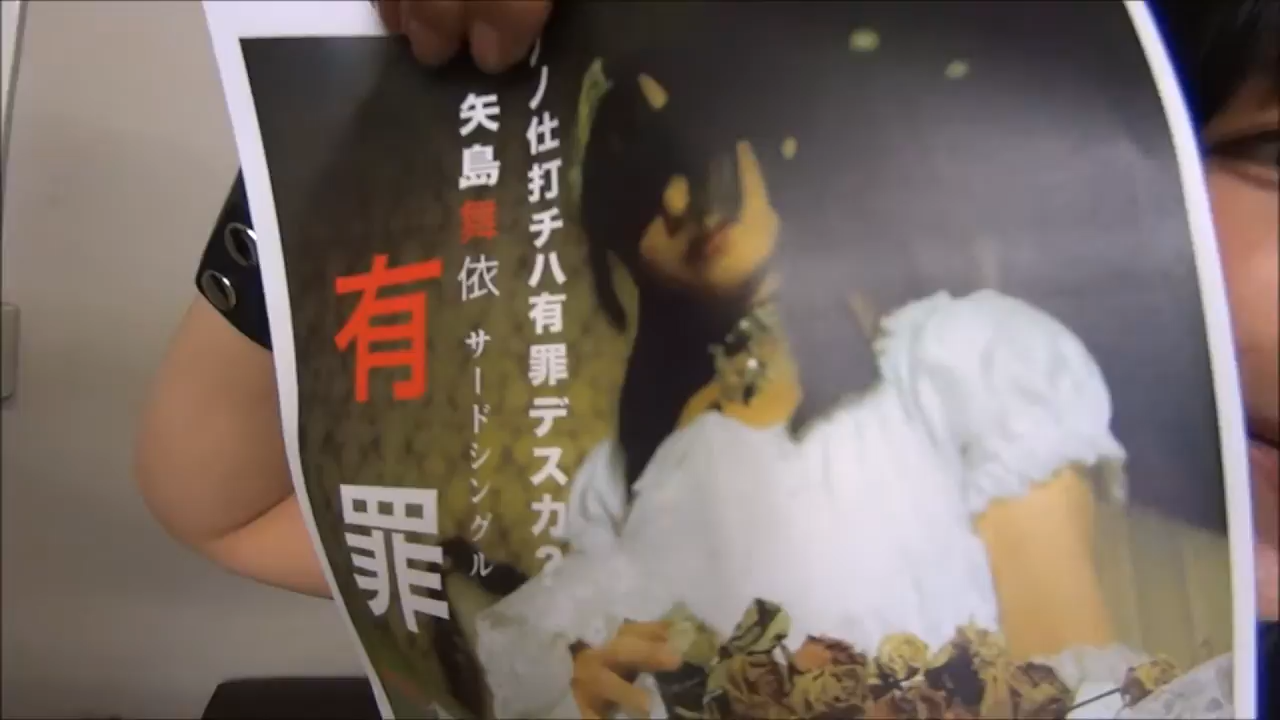 ノ仕打チハ有罪デスカ?
矢島舞依 サードシングル
有罪